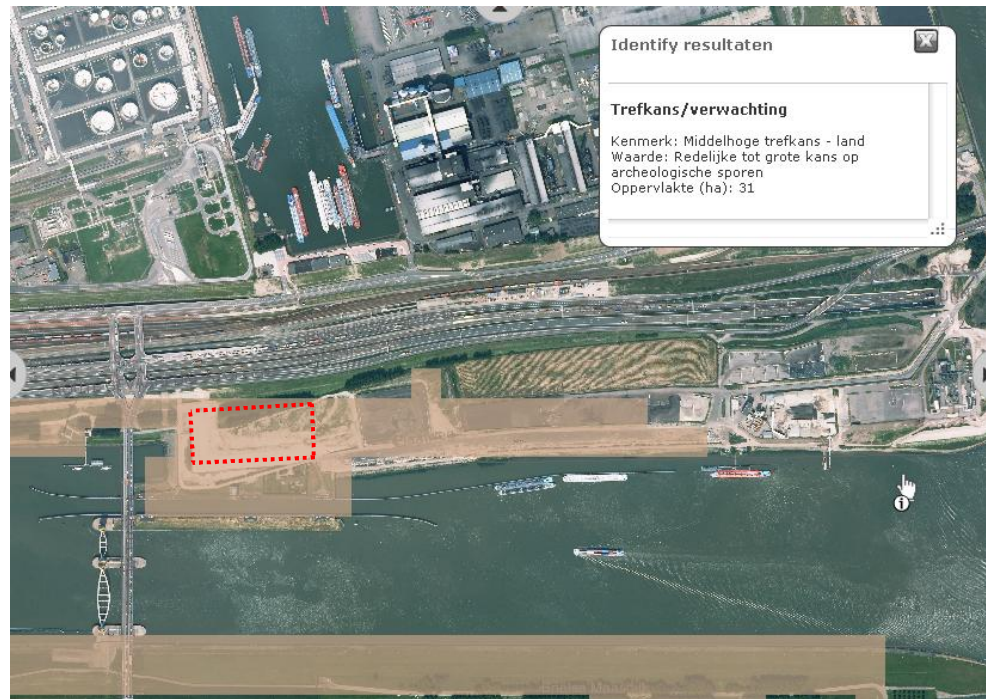 Identify resultaten
Trefkans/verwachting
Kenmerk: Middelhoge trefkans - land
Waarde: Redelijke tot grote kans op
archeologische sporen
Oppervlakte (ha): 31